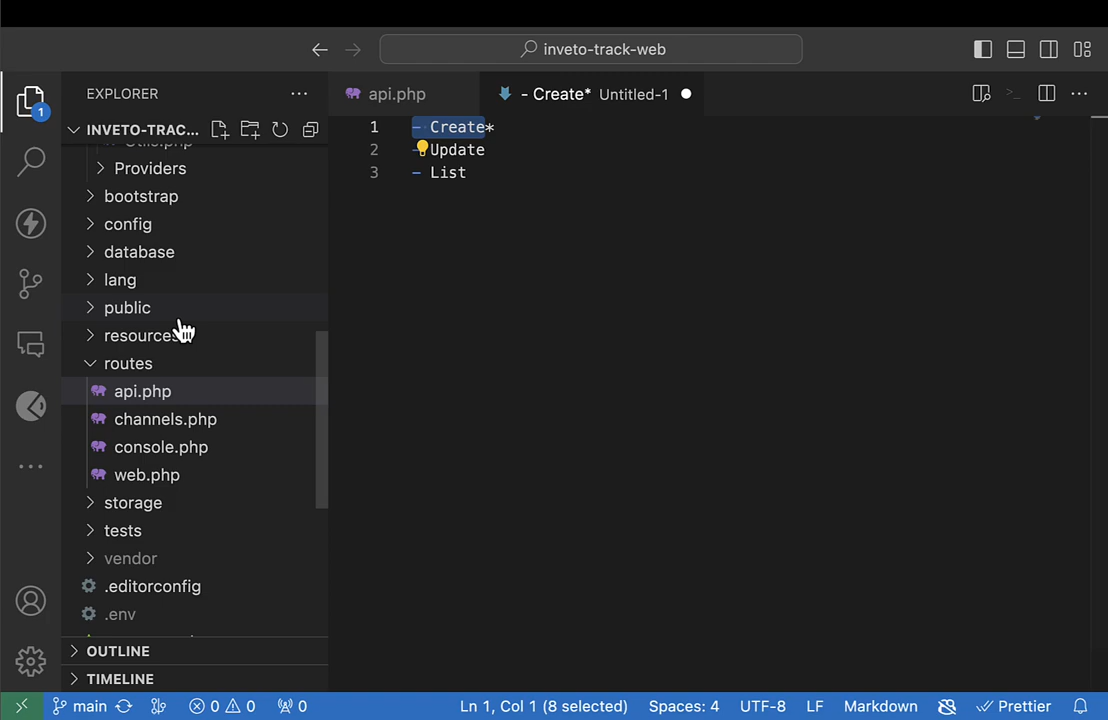 inveto-track-web
EXPLORER
api.php
- Create* Untitled-1
1
INVETO-TRAC...
Utils.php
Providers
bootstrap
config
database
lang
public
resources
routes
api.php
channels.php
console.php
web.php
storage
tests
vendor
.editorconfig
.env
OUTLINE
TIMELINE
1 - Create*
2 - Update
3 - List
main
0
0
0
Ln 1, Col 1 (8 selected)
Spaces: 4
UTF-8
LF
Markdown
Prettier